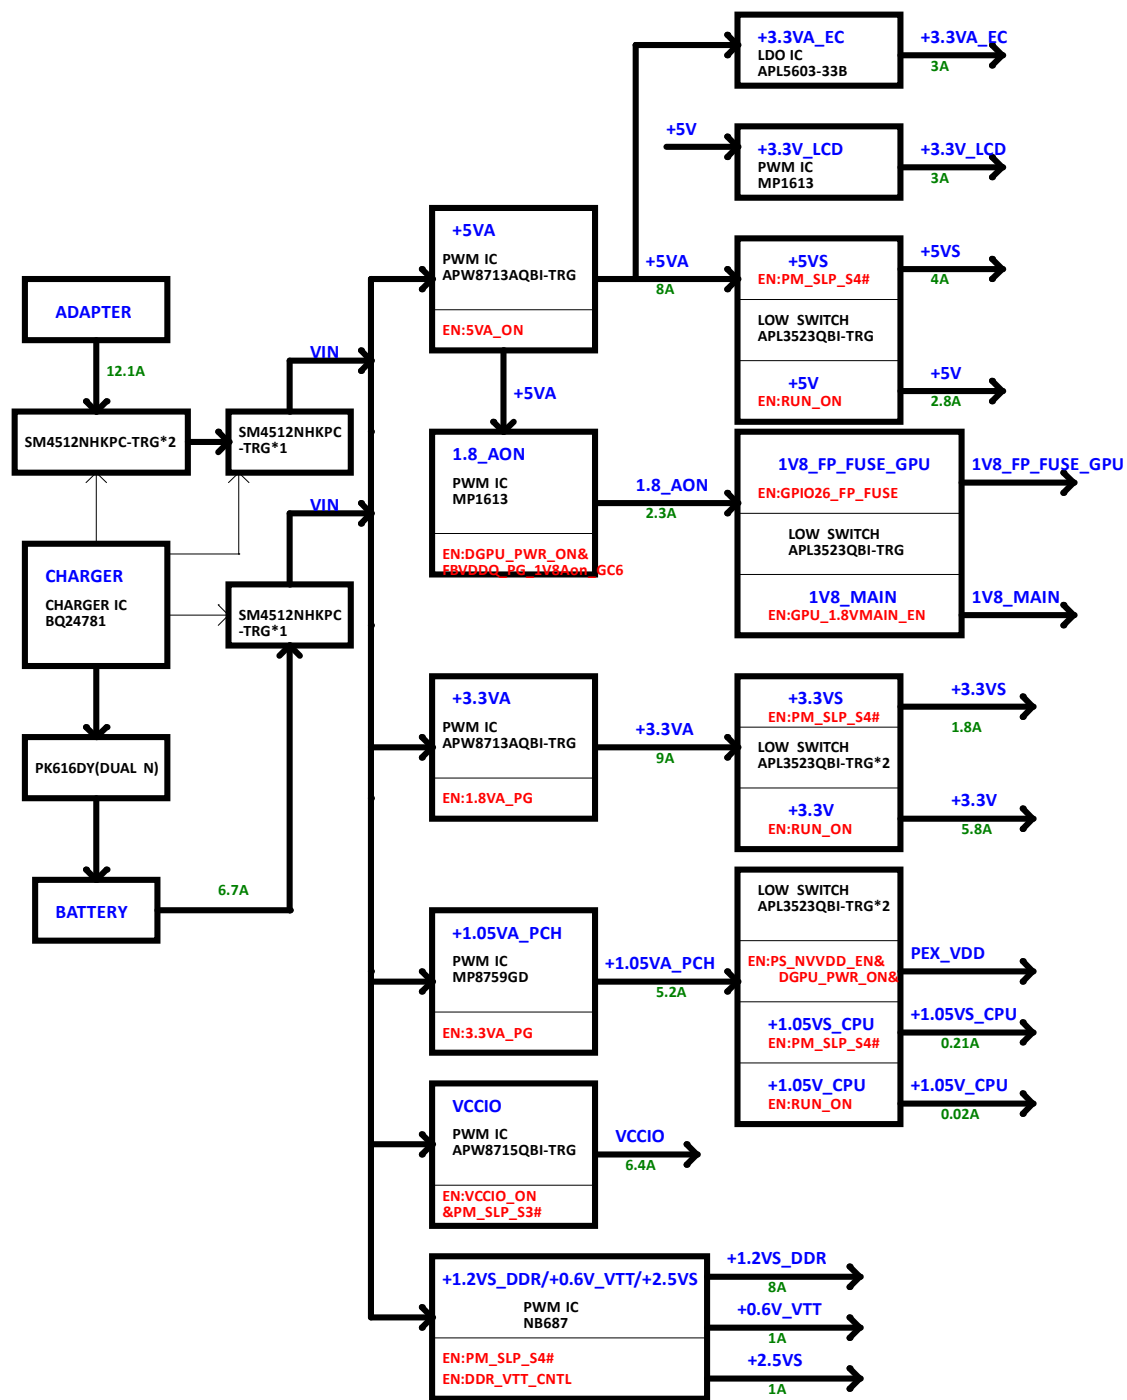 +3.3VA_EC
LDO IC
APL5603-33B
+3.3VA_EC
3A
+5V
+3.3V_LCD
PWM IC
MP1613
+3.3V_LCD
3A
+5VA
PWM IC
APW8713AQBI-TRG
EN:5VA_ON
+5VA
8A
+5VS
EN:PM_SLP_S4#
LOW SWITCH
APL3523QBI-TRG
+5V
EN:RUN_ON
+5VS
4A
+5V
2.8A
ADAPTER
12.1A
VIN
SM4512NHKPC-TRG*2
SM4512NHKPC
-TRG*1
+5VA
1.8_AON
PWM IC
MP1613
EN:DGPU_PWR_ON&
FBVDDQ_PG_1V8Aon_GC6
1.8_AON
2.3A
1V8_FP_FUSE_GPU
EN:GPIO26_FP_FUSE
LOW SWITCH
APL3523QBI-TRG
1V8_MAIN
EN:GPU_1.8VMAIN_EN
1V8_FP_FUSE_GPU
1V8_MAIN
VIN
CHARGER
CHARGER IC
BQ24781
SM4512NHKPC
-TRG*1
+3.3VA
PWM IC
APW8713AQBI-TRG
EN:1.8VA_PG
+3.3VA
9A
+3.3VS
EN:PM_SLP_S4#
LOW SWITCH
APL3523QBI-TRG*2
+3.3V
EN:RUN_ON
+3.3VS
1.8A
+3.3V
5.8A
PK616DY(DUAL N)
BATTERY
6.7A
+1.05VA_PCH
PWM IC
MP8759GD
EN:3.3VA_PG
+1.05VA_PCH
5.2A
LOW SWITCH
APL3523QBI-TRG*2
EN:PS_NVVDD_EN&
DGPU_PWR_ON&
+1.05VS_CPU
EN:PM_SLP_S4#
+1.05V_CPU
EN:RUN_ON
PEX_VDD
+1.05VS_CPU
0.21A
+1.05V_CPU
0.02A
VCCIO
PWM IC
APW8715QBI-TRG
EN:VCCIO_ON
&PM_SLP_S3#
VCCIO
6.4A
+1.2VS_DDR/+0.6V_VTT/+2.5VS
PWM IC
NB687
EN:PM_SLP_S4#
EN:DDR_VTT_CNTL
+1.2VS_DDR
8A
+0.6V_VTT
1A
+2.5VS
1A